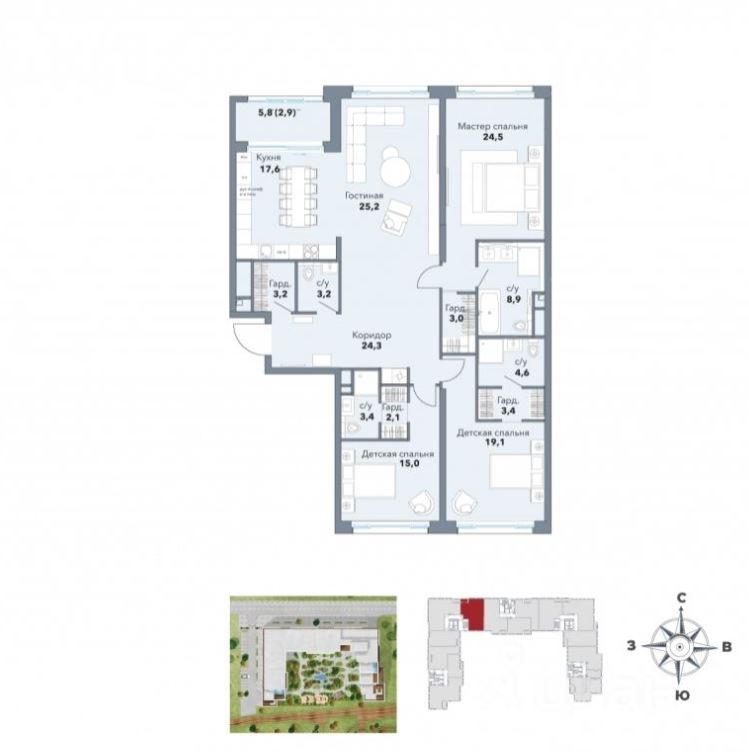 5,8 (2,9)
Мастер спальня
24,5
Кухня
17,6
Гостиная
25,2
Гард.
3,2
с/у
3,2
с/у
8,9
Гард.
3,0
Коридор
24,3
с/у
4,6
Гард.
3,4
с/у
3,4
Гард.
2,1
Детская спальня
19,1
Детская спальня
15,0
С
З
В
Ю